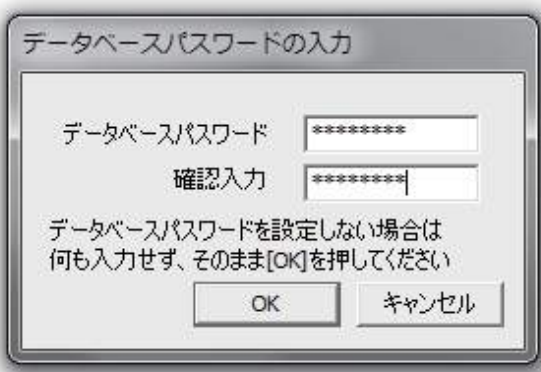 データベースパスワードの入力
データベースパスワード ********
確認入力 ********
データベースパスワードを設定しない場合は
何も入力せず、そのまま[OK]を押してください
OK キャンセル